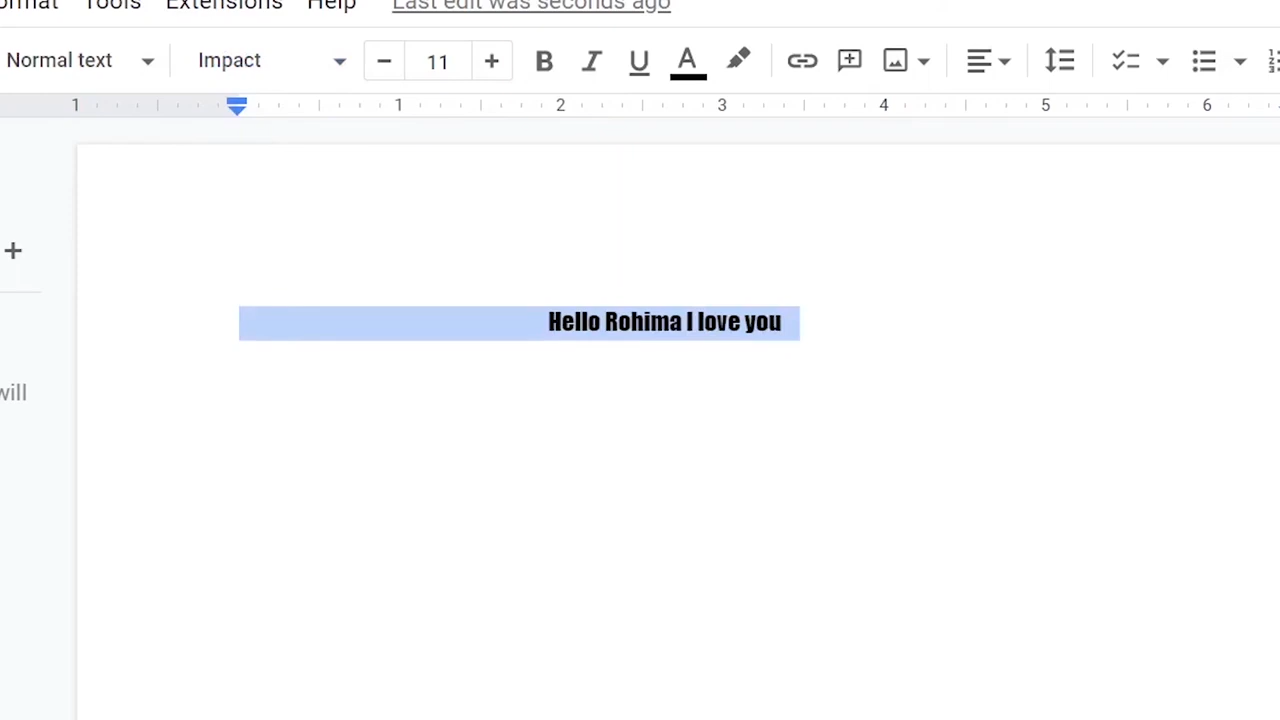 Tools Extensions Help Last edit was seconds ago
Normal text Impact 11 B I U A
1 1 2 3 4 5 6
Hello Rohima I love you
will